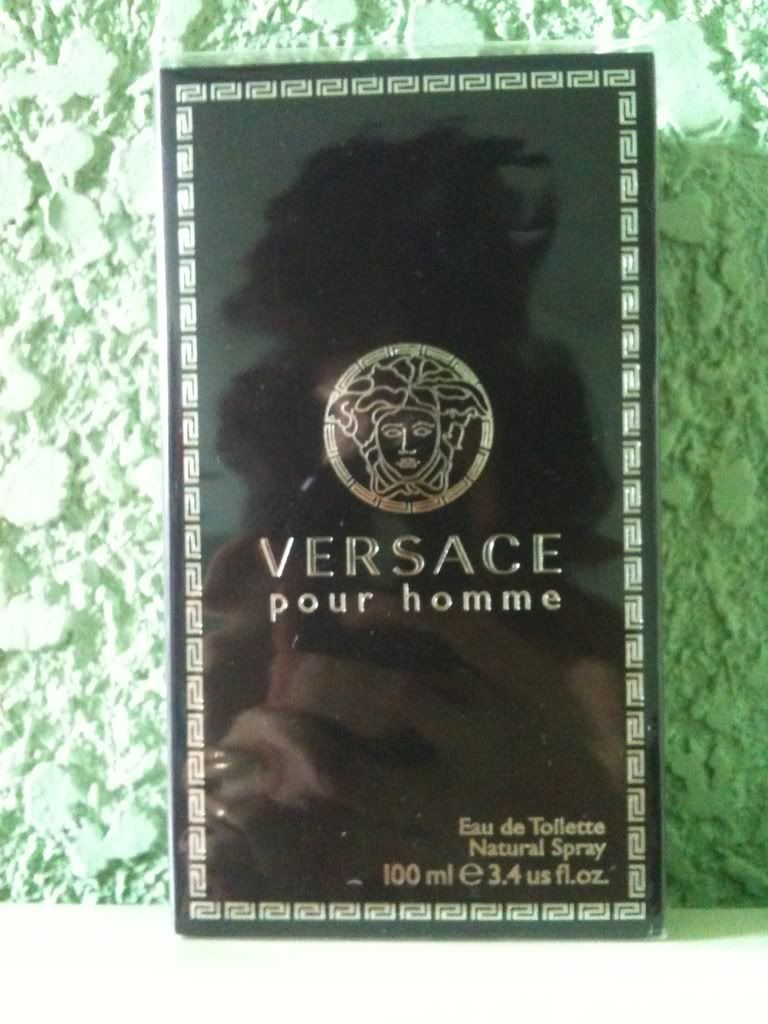 VERSACE
pour homme
Eau de Toilette
Natural Spray
100 ml e 3.4 us fl.oz.